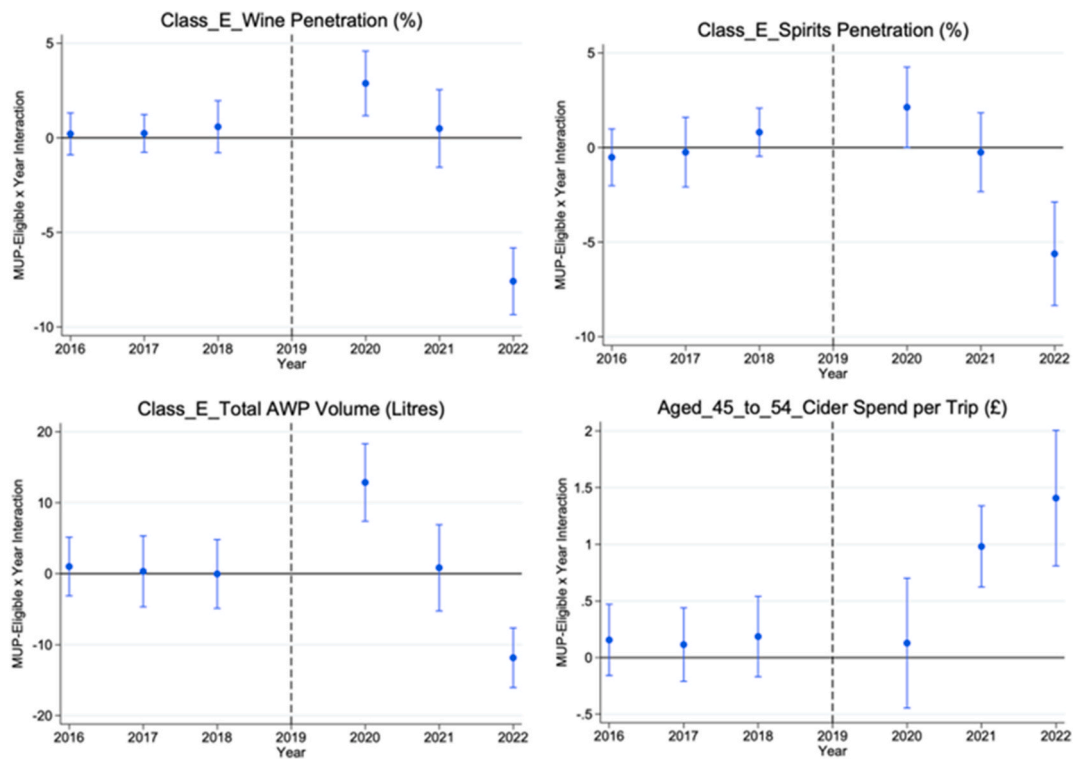 Class_E_Wine Penetration (%)
MUP-Eligible x Year Interaction
5
0
-5
-10
2016 2017 2018 2019 2020 2021 2022
Year
Class_E_Spirits Penetration (%)
MUP-Eligible x Year Interaction
5
0
-5
-10
2016 2017 2018 2019 2020 2021 2022
Year
Class_E_Total AWP Volume (Litres)
MUP-Eligible x Year Interaction
20
10
0
-10
-20
2016 2017 2018 2019 2020 2021 2022
Year
Aged_45_to_54_Cider Spend per Trip (£)
MUP-Eligible x Year Interaction
2
1.5
1
.5
0
-.5
2016 2017 2018 2019 2020 2021 2022
Year